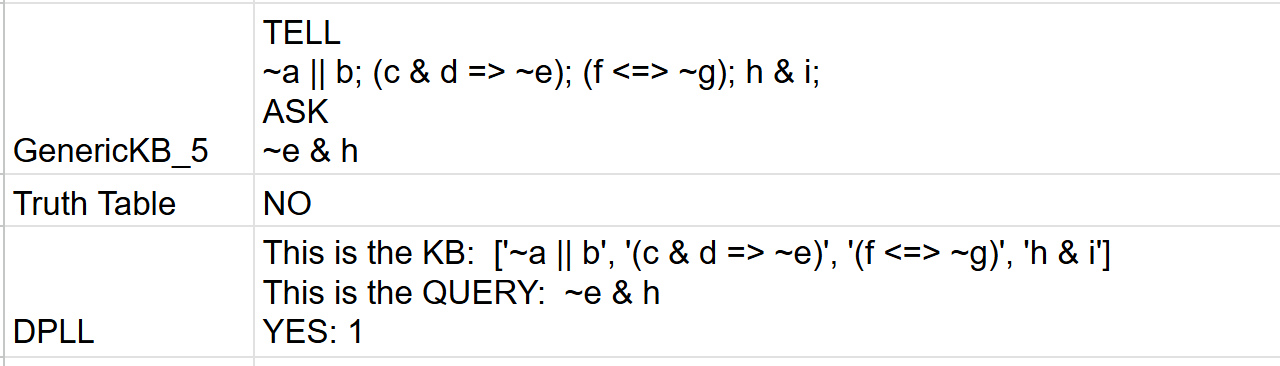 TELL
~a || b; (c & d => ~e); (f <=> ~g); h & i;
ASK
GenericKB_5 ~e & h
Truth Table NO
This is the KB:  ['~a || b', '(c & d => ~e)', '(f <=> ~g)', 'h & i']
This is the QUERY:  ~e & h
DPLL YES: 1